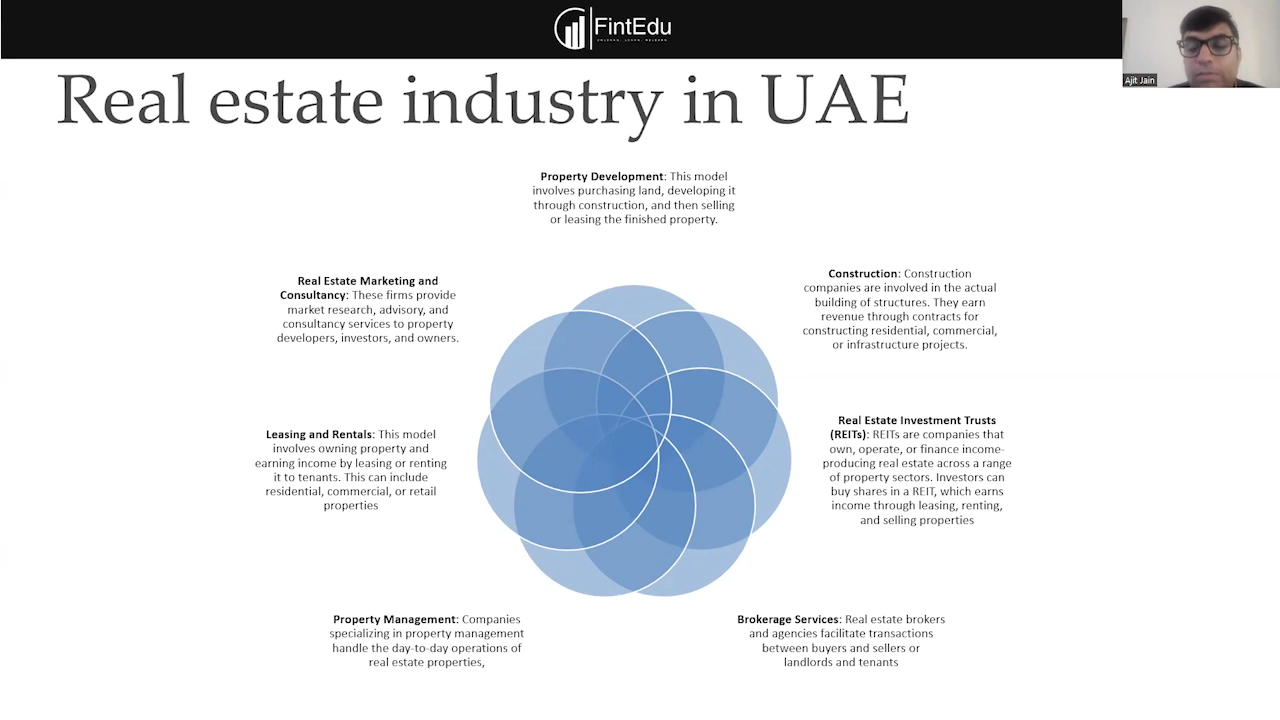 FintEdu
Ajit Jain
Real estate industry in UAE
Property Development: This model
involves purchasing land, developing it
through construction, and then selling
or leasing the finished property.
Construction: Construction
companies are involved in the actual
building of structures. They earn
revenue through contracts for
constructing residential, commercial,
or infrastructure projects.
Real Estate Investment Trusts
(REITs): REITs are companies that
own, operate, or finance income-
producing real estate across a range
of property sectors. Investors can
buy shares in a REIT, which earns
income through leasing, renting,
and selling properties
Brokerage Services: Real estate brokers
and agencies facilitate transactions
between buyers and sellers or
landlords and tenants
Property Management: Companies
specializing in property management
handle the day-to-day operations of
real estate properties,
Leasing and Rentals: This model
involves owning property and
earning income by leasing or renting
it to tenants. This can include
residential, commercial, or retail
properties
Real Estate Marketing and
Consultancy: These firms provide
market research, advisory, and
consultancy services to property
developers, investors, and owners.